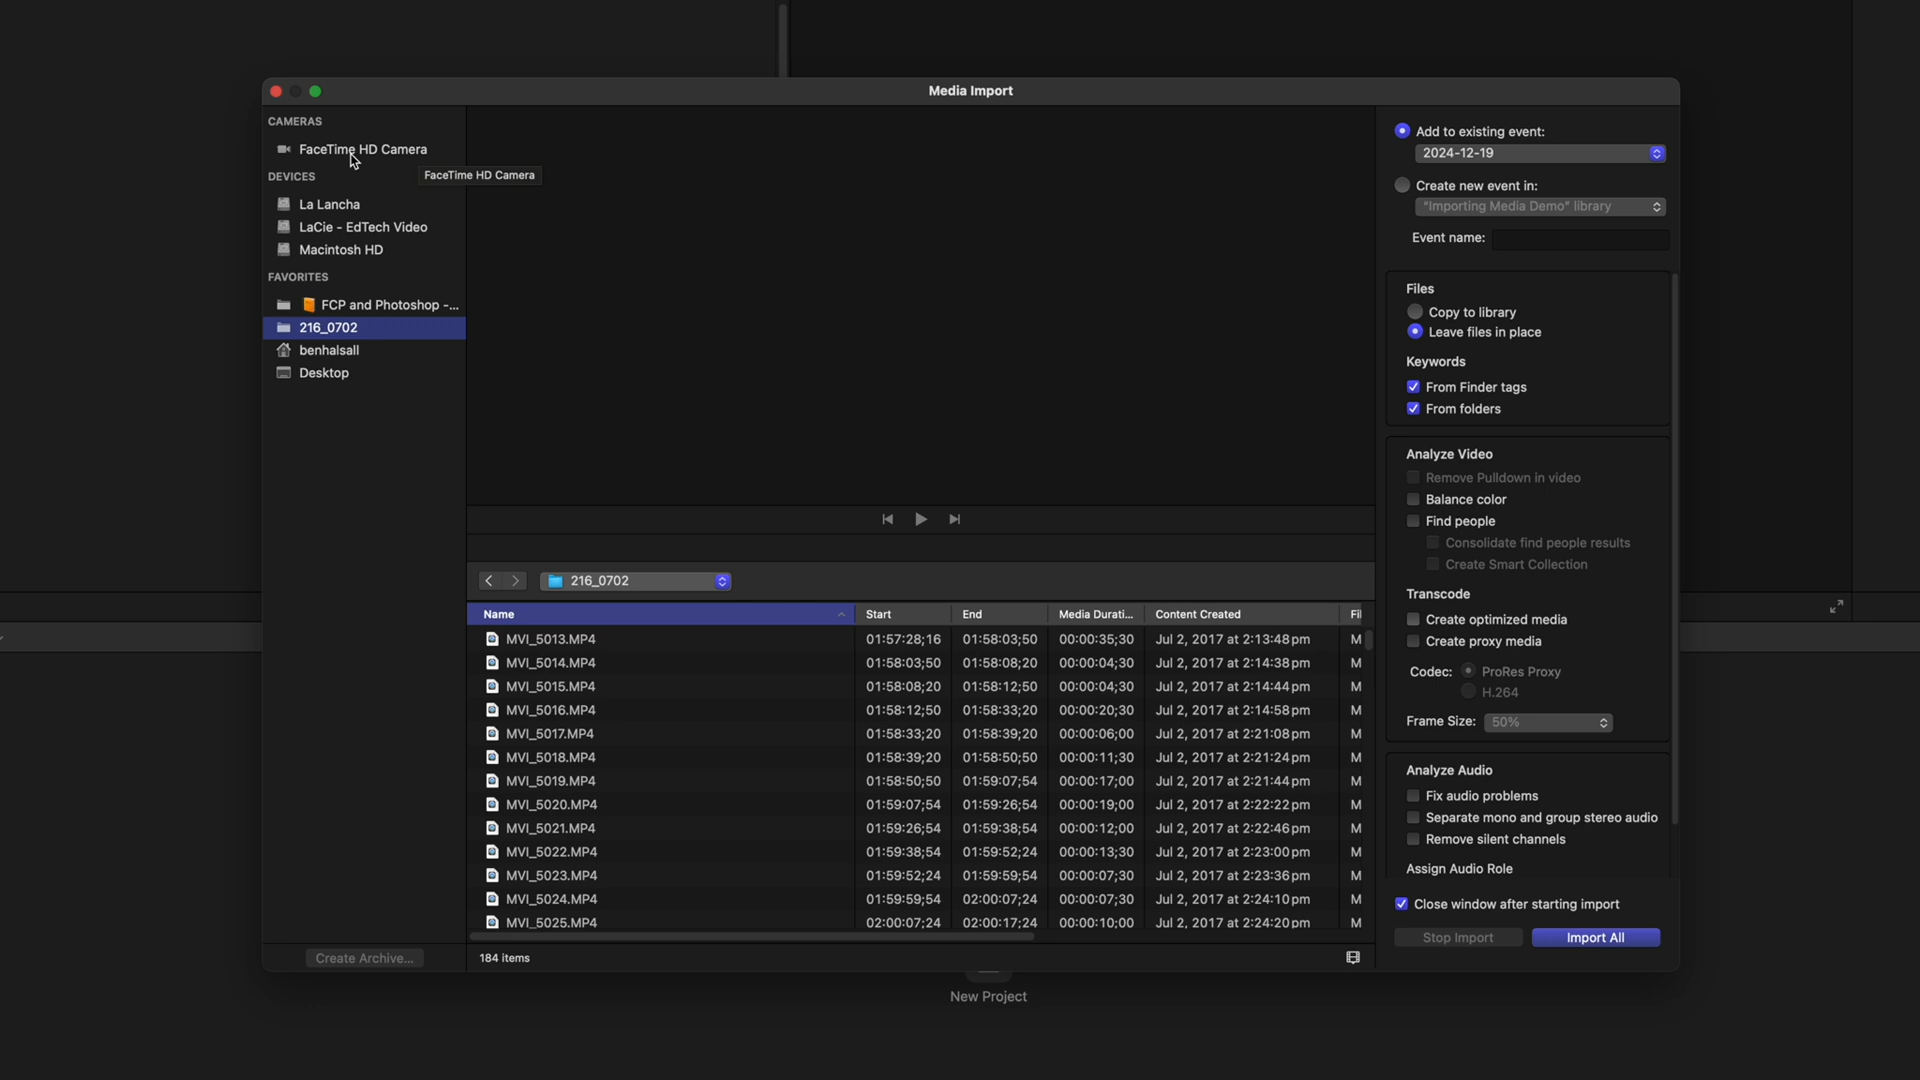 Media Import
CAMERAS
FaceTime HD Camera
FaceTime HD Camera
DEVICES
La Lancha
LaCie - EdTech Video
Macintosh HD
FAVORITES
FCP and Photoshop -...
216_0702
benhalsall
Desktop
Create Archive...
216_0702
Name Start End Media Durati... Content Created Fil
MVI_5013.MP4 01:57:28;16 01:58:03;50 00:00:35;30 Jul 2, 2017 at 2:13:48 pm M
MVI_5014.MP4 01:58:03;50 01:58:08;20 00:00:04;30 Jul 2, 2017 at 2:14:38 pm M
MVI_5015.MP4 01:58:08;20 01:58:12;50 00:00:04;30 Jul 2, 2017 at 2:14:44 pm M
MVI_5016.MP4 01:58:12;50 01:58:33;20 00:00:20;30 Jul 2, 2017 at 2:14:58 pm M
MVI_5017.MP4 01:58:33;20 01:58:39;20 00:00:06;00 Jul 2, 2017 at 2:21:08 pm M
MVI_5018.MP4 01:58:39;20 01:58:50;50 00:00:11;30 Jul 2, 2017 at 2:21:24 pm M
MVI_5019.MP4 01:58:50;50 01:59:07;54 00:00:17;00 Jul 2, 2017 at 2:21:44 pm M
MVI_5020.MP4 01:59:07;54 01:59:26;54 00:00:19;00 Jul 2, 2017 at 2:22:22 pm M
MVI_5021.MP4 01:59:26;54 01:59:38;54 00:00:12;00 Jul 2, 2017 at 2:22:46 pm M
MVI_5022.MP4 01:59:38;54 01:59:52;24 00:00:13;30 Jul 2, 2017 at 2:23:00 pm M
MVI_5023.MP4 01:59:52;24 01:59:59;54 00:00:07;30 Jul 2, 2017 at 2:23:36 pm M
MVI_5024.MP4 01:59:59;54 02:00:07;24 00:00:07;30 Jul 2, 2017 at 2:24:10 pm M
MVI_5025.MP4 02:00:07;24 02:00:17;24 00:00:10;00 Jul 2, 2017 at 2:24:20 pm M
184 items
Add to existing event:
2024-12-19
Create new event in:
"Importing Media Demo" library
Event name:
Files
Copy to library
Leave files in place
Keywords
From Finder tags
From folders
Analyze Video
Remove Pulldown in video
Balance color
Find people
Consolidate find people results
Create Smart Collection
Transcode
Create optimized media
Create proxy media
Codec: ProRes Proxy
H.264
Frame Size: 50%
Analyze Audio
Fix audio problems
Separate mono and group stereo audio
Remove silent channels
Assign Audio Role
Close window after starting import
Stop Import Import All
New Project